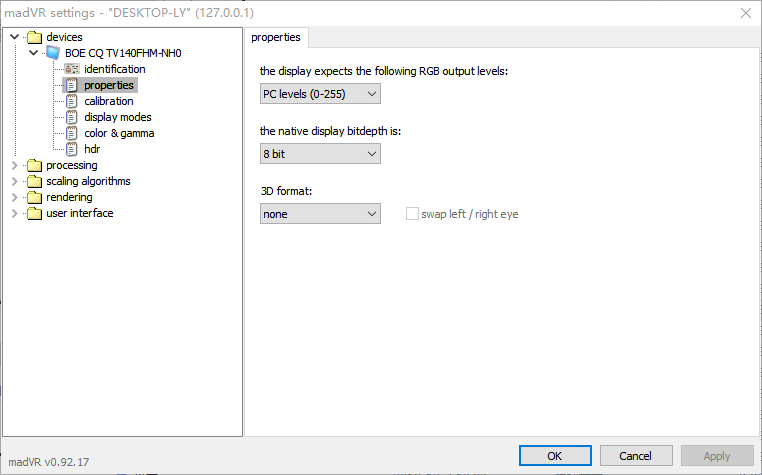 madVR settings - "DESKTOP-LY" (127.0.0.1)
devices
BOE CQ TV140FHM-NH0
identification
properties
calibration
display modes
color & gamma
hdr
processing
scaling algorithms
rendering
user interface
properties
the display expects the following RGB output levels:
PC levels (0-255)
the native display bitdepth is:
8 bit
3D format:
none
swap left / right eye
madVR v0.92.17
OK
Cancel
Apply